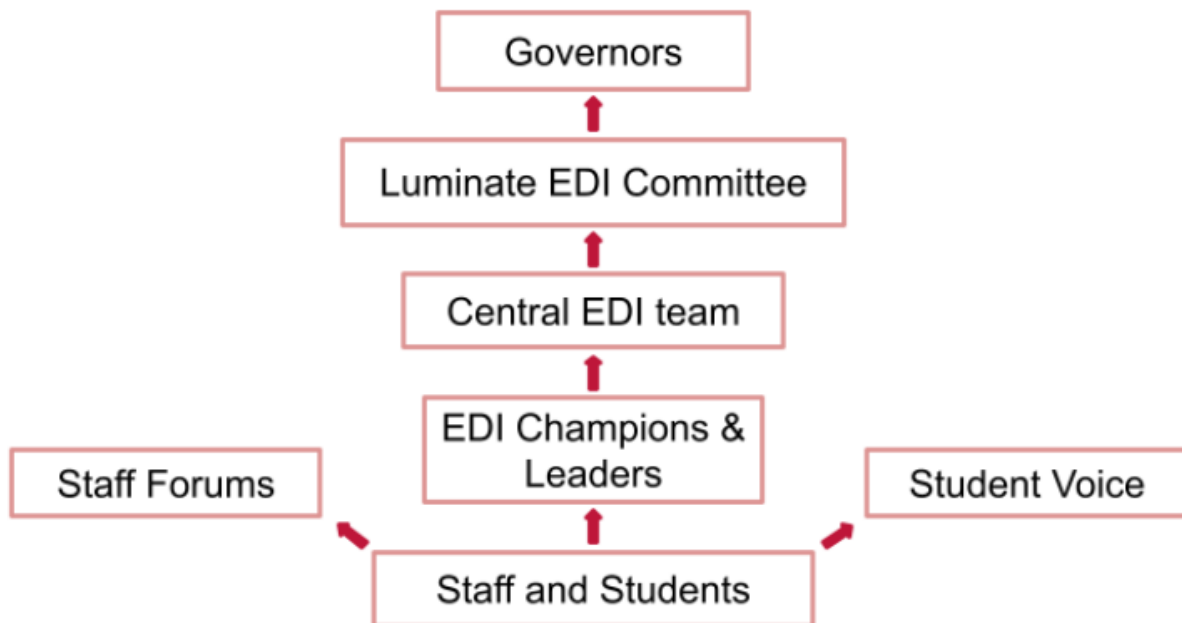 Governors
Luminate EDI Committee
Central EDI team
EDI Champions &
Leaders
Staff Forums
Student Voice
Staff and Students